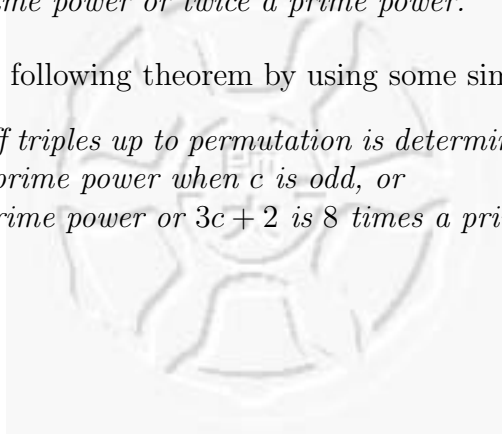 me power or twice a prime power.
following theorem by using some sim
f triples up to permutation is determi
prime power when c is odd, or
rime power or 3c + 2 is 8 times a pri